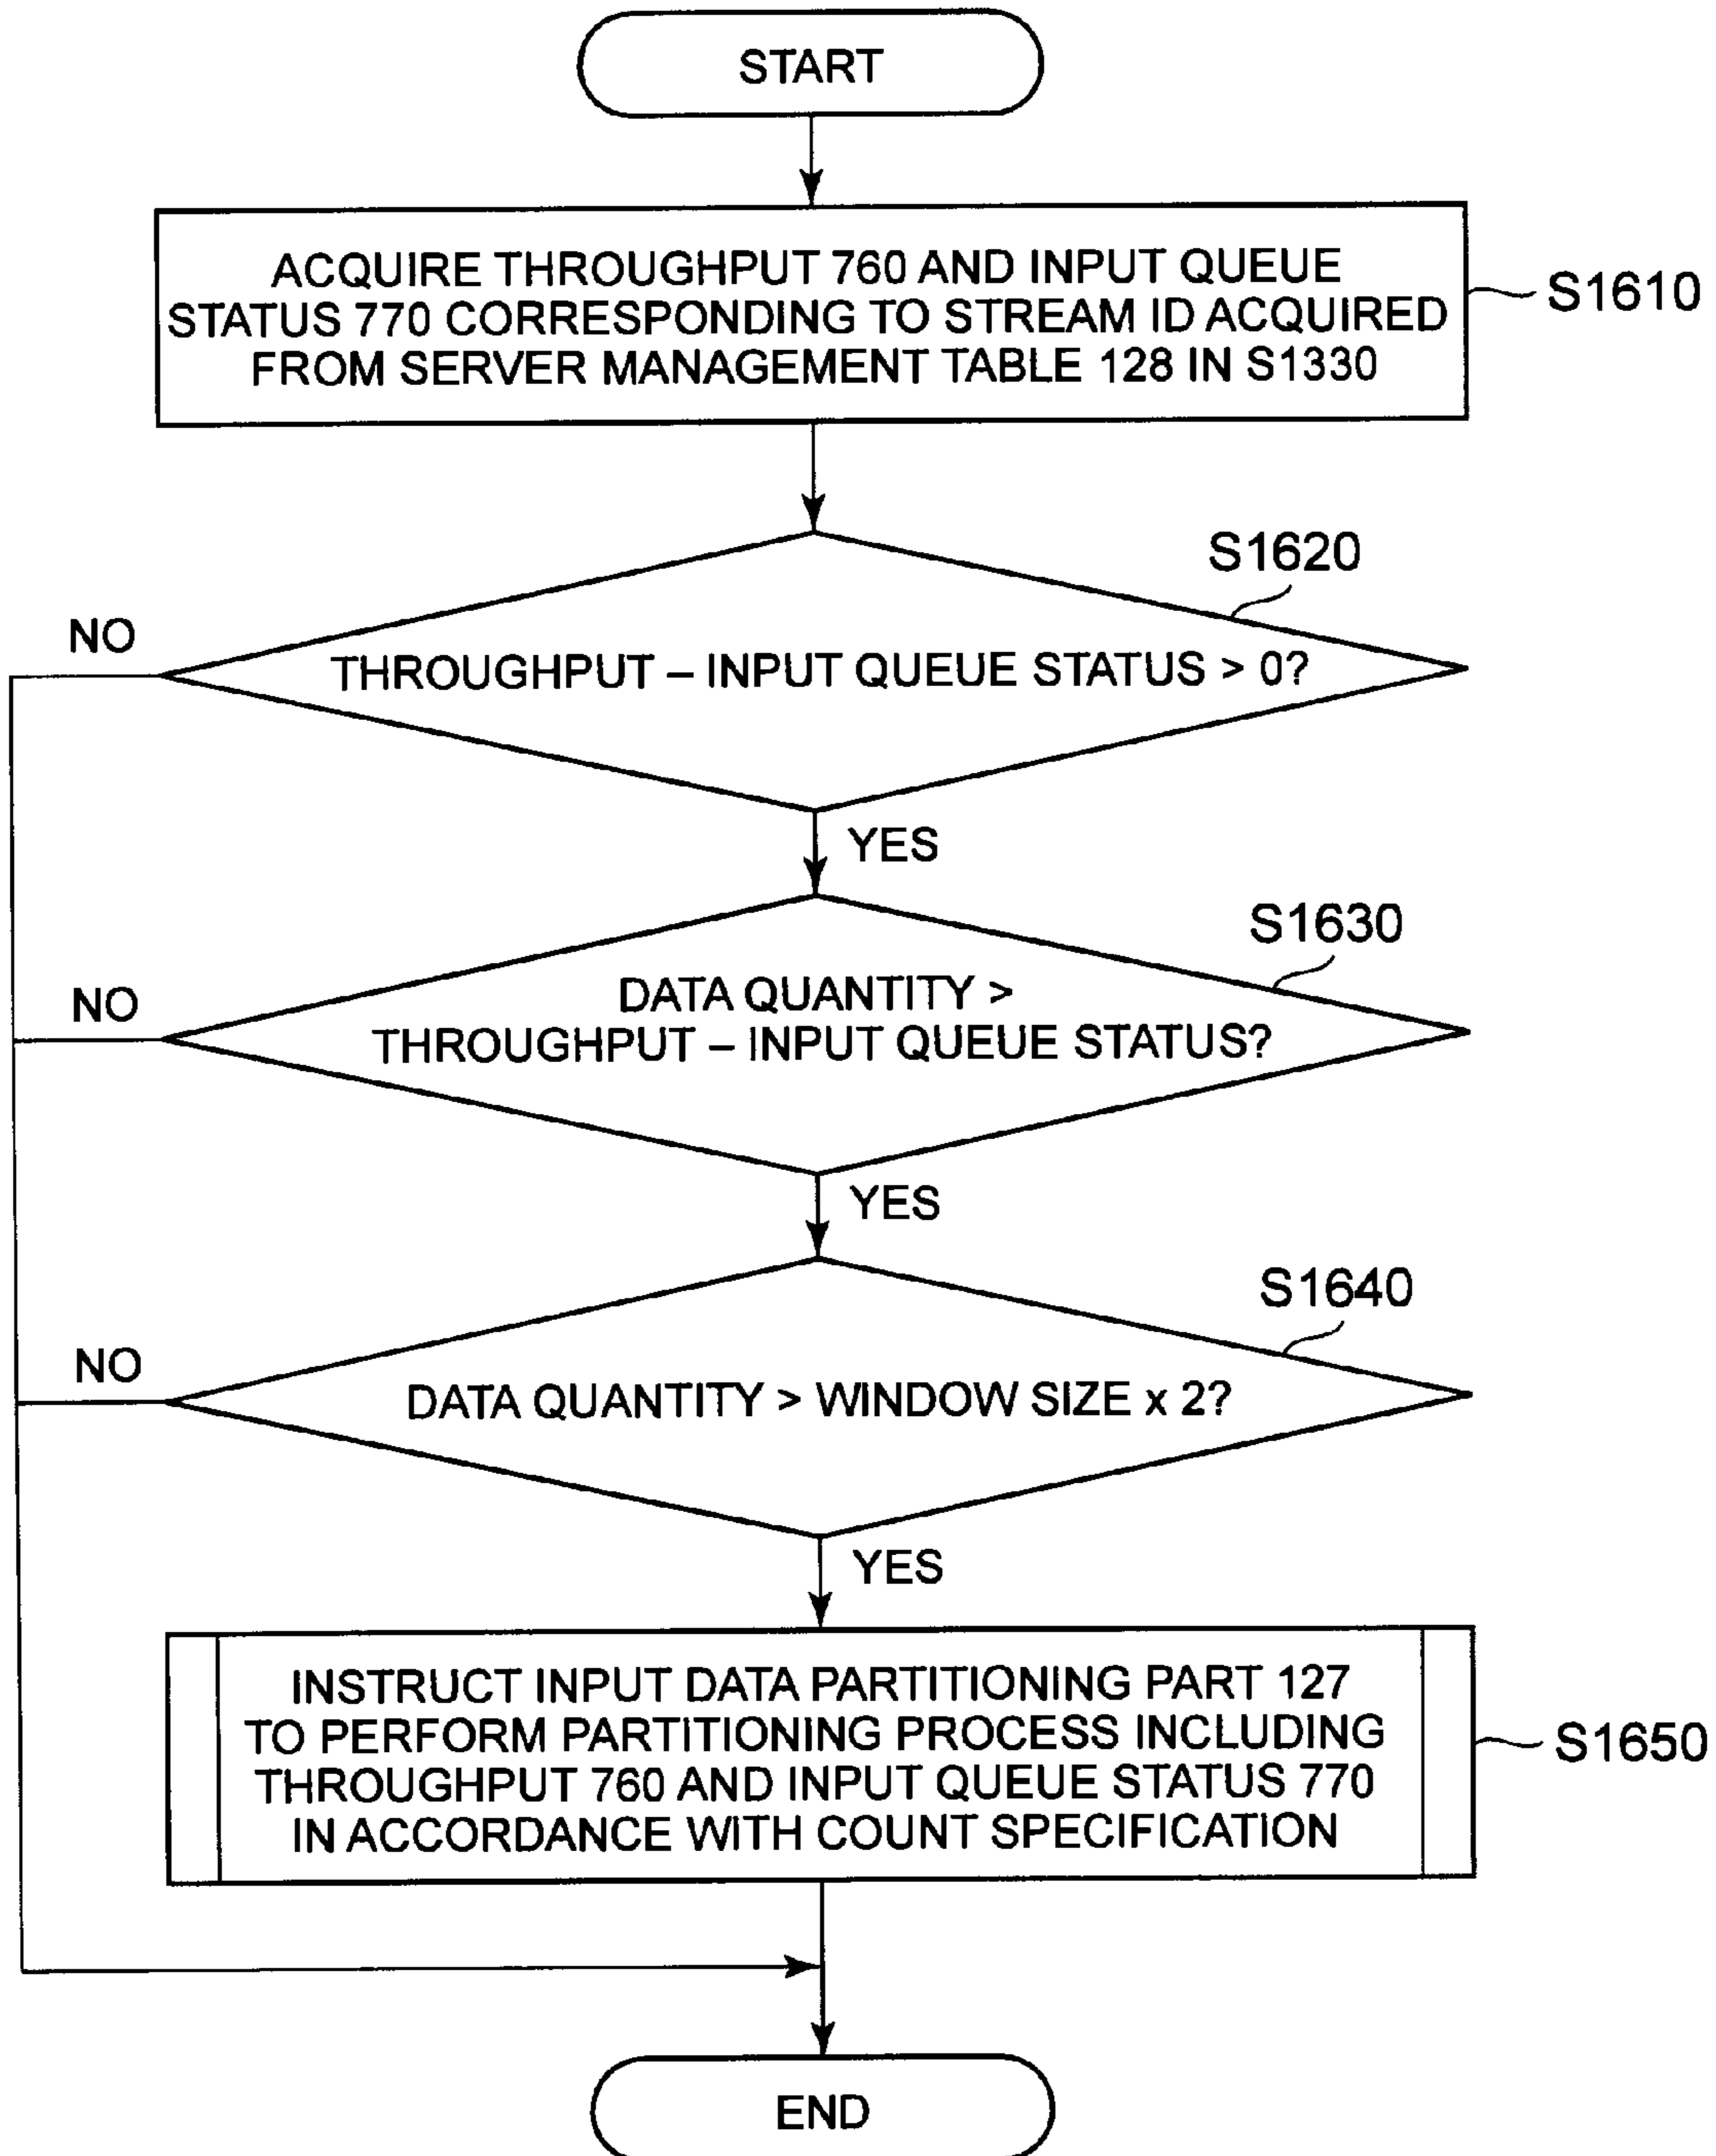 START
ACQUIRE THROUGHPUT 760 AND INPUT QUEUE
STATUS 770 CORRESPONDING TO STREAM ID ACQUIRED
FROM SERVER MANAGEMENT TABLE 128 IN S1330
S1610
S1620
NO
THROUGHPUT – INPUT QUEUE STATUS > 0?
YES
S1630
NO
DATA QUANTITY >
THROUGHPUT – INPUT QUEUE STATUS?
YES
S1640
NO
DATA QUANTITY > WINDOW SIZE x 2?
YES
INSTRUCT INPUT DATA PARTITIONING PART 127
TO PERFORM PARTITIONING PROCESS INCLUDING
THROUGHPUT 760 AND INPUT QUEUE STATUS 770
IN ACCORDANCE WITH COUNT SPECIFICATION
S1650
END